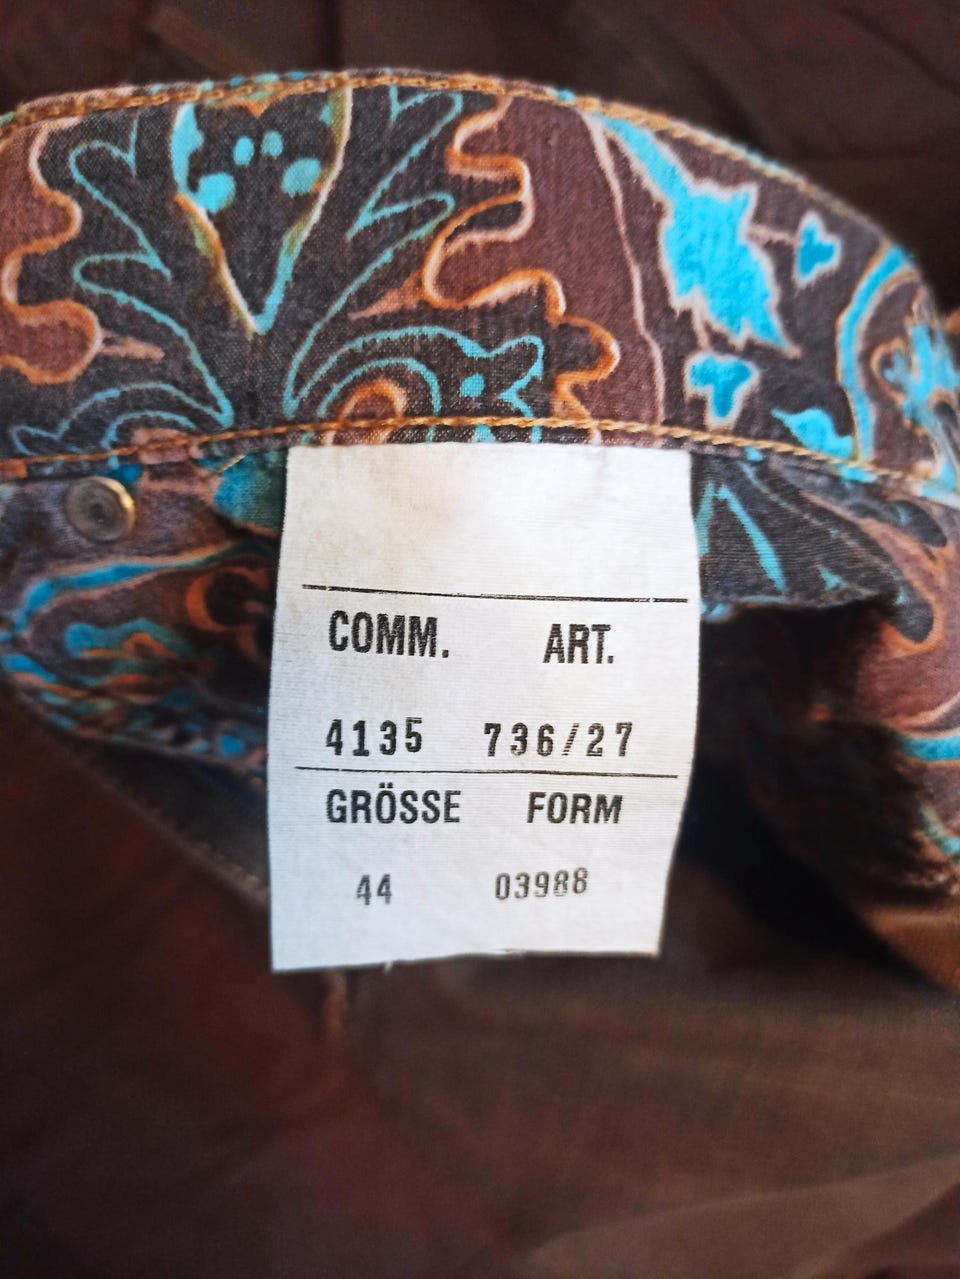 COMM. ART.
4135 736/27
GRÖSSE FORM
44 03988